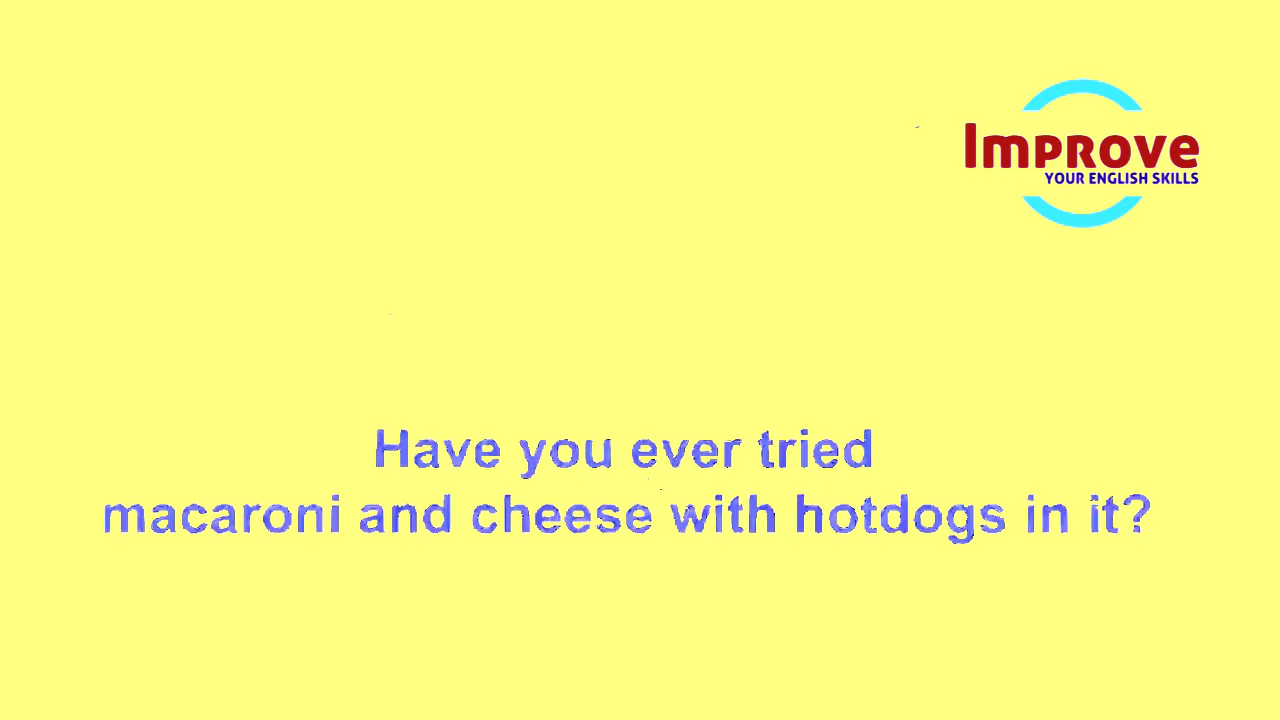 Improve
YOUR ENGLISH SKILLS
Have you ever tried
macaroni and cheese with hotdogs in it?